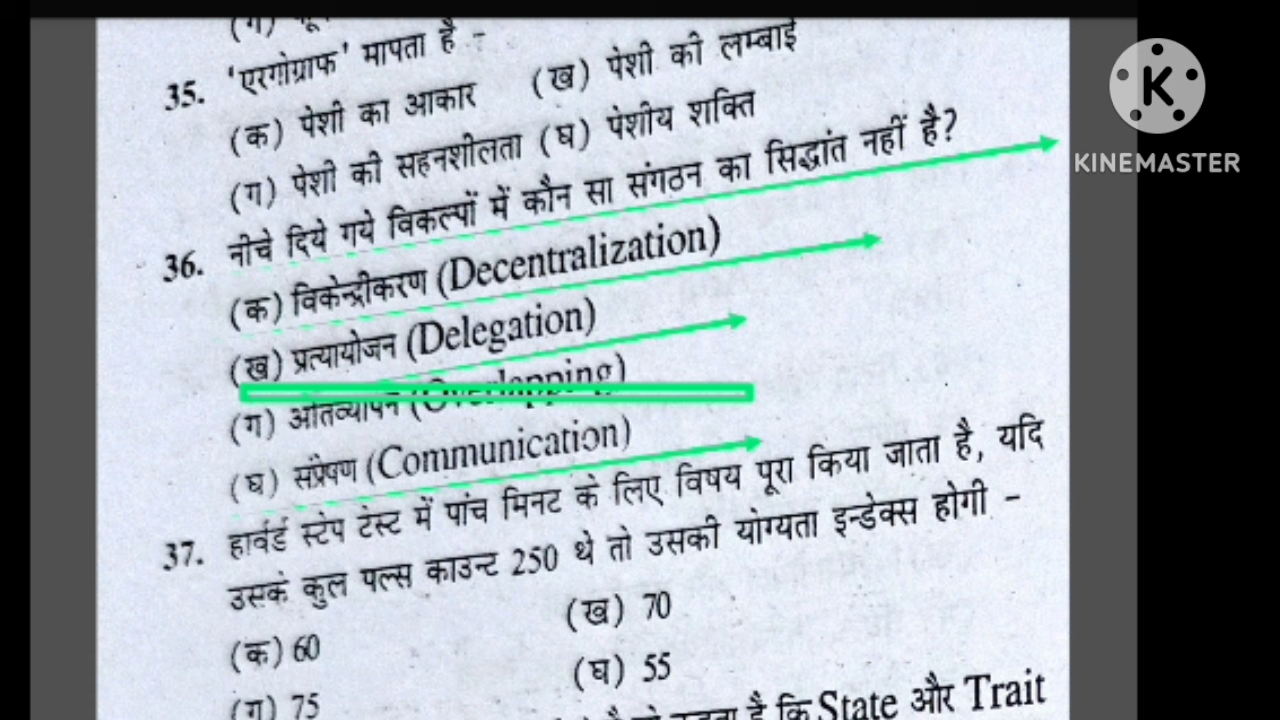 35. 'एरगोग्राफ' मापता है -
(क) पेशी का आकार (ख) पेशी की लम्बाई
(ग) पेशी की सहनशीलता (घ) पेशीय शक्ति
36. नीचे दिये गये विकल्पों में कौन सा संगठन का सिद्धांत नहीं है?
(क) विकेन्द्रीकरण (Decentralization)
(ख) प्रत्यायोजन (Delegation)
(ग) अतिव्यापन (Overlapping)
(घ) संप्रेषण (Communication)
37. हार्वर्ड स्टेप टेस्ट में पांच मिनट के लिए विषय पूरा किया जाता है, यदि
उसके कुल पल्स काउन्ट 250 थे तो उसकी योग्यता इन्डेक्स होगी -
(क) 60 (ख) 70
(ग) 75 (घ) 55
है कि State और Trait
K
KINEMASTER